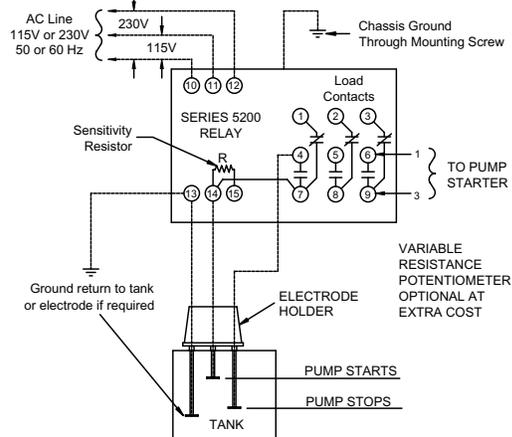 AC Line
115V or 230V
50 or 60 Hz
230V
115V
Chassis Ground
Through Mounting Screw
10
11
12
Load
Contacts
SERIES 5200
RELAY
1
2
3
Sensitivity
Resistor
R
4
5
6
1
TO PUMP
STARTER
13
14
15
7
8
9
3
VARIABLE
RESISTANCE
POTENTIOMETER
OPTIONAL AT
EXTRA COST
Ground return to tank
or electrode if required
ELECTRODE
HOLDER
PUMP STARTS
PUMP STOPS
TANK